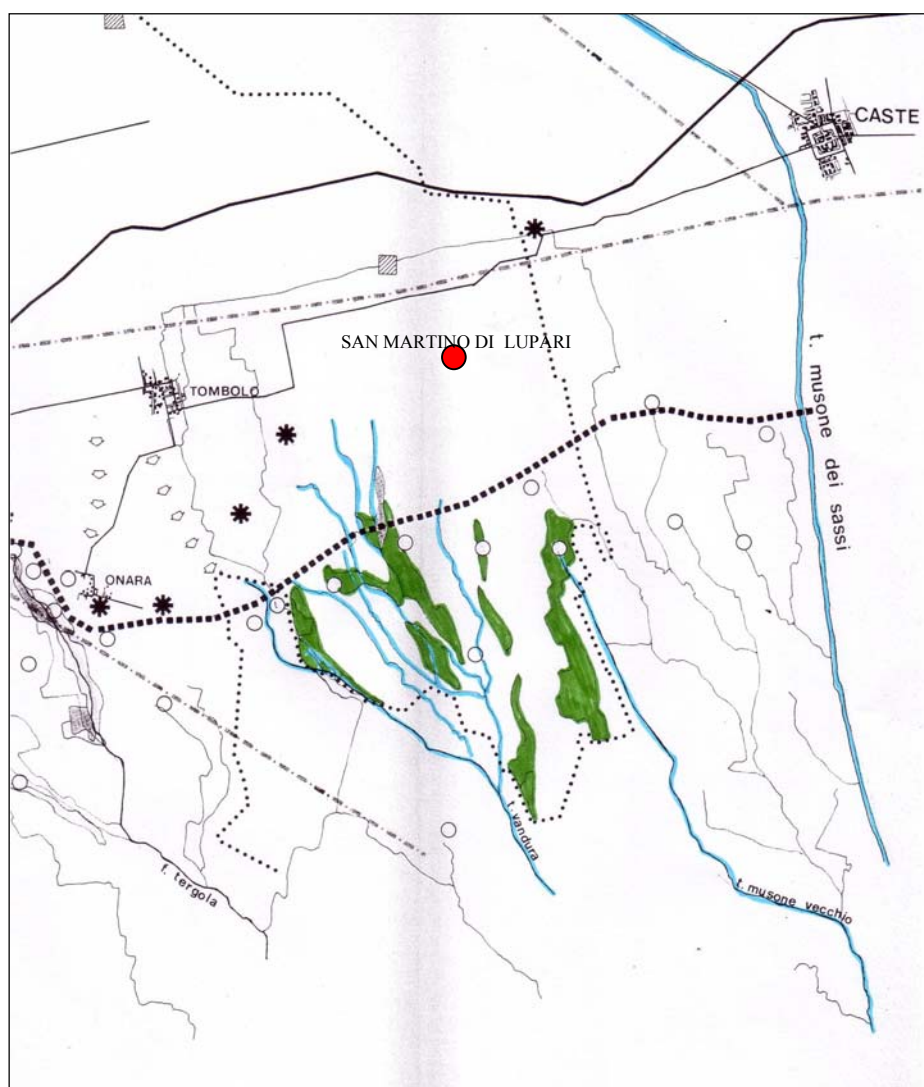 CASTE
SAN MARTINO DI LUPARI
TOMBOLO
t. musone dei sassi
ONARA
t. vandura
f. tergola
t. musone vecchio